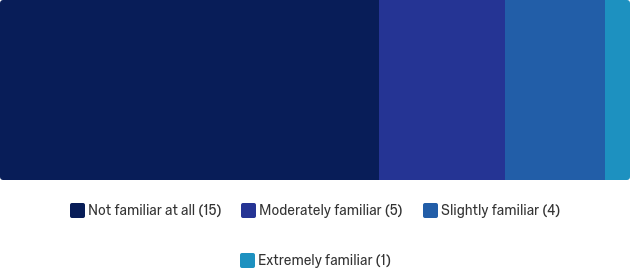 Not familiar at all (15) Moderately familiar (5) Slightly familiar (4)
Extremely familiar (1)